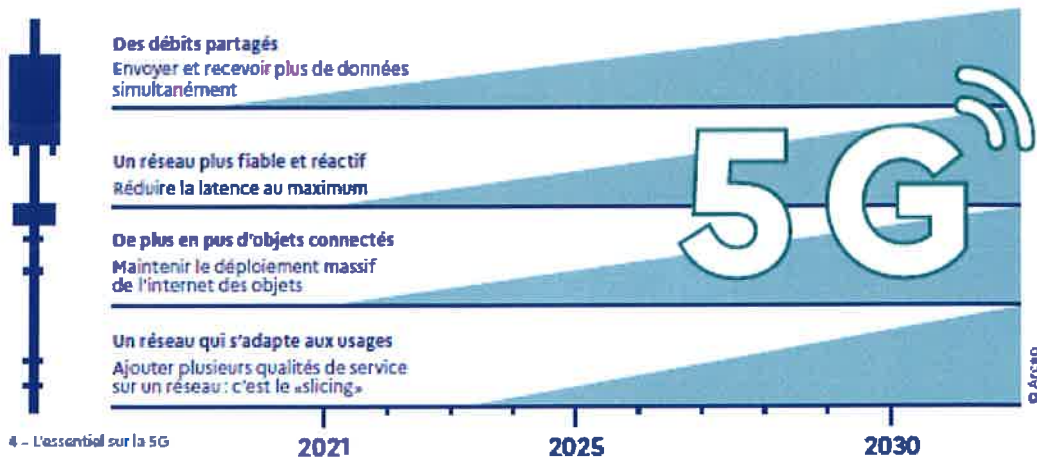 Des débits partagés
Envoyer et recevoir plus de données
simultanément
Un réseau plus fiable et réactif
Réduire la latence au maximum
5G
De plus en pus d'objets connectés
Maintenir le déploiement massif
de l'internet des objets
Un réseau qui s'adapte aux usages
Ajouter plusieurs qualités de service
sur un réseau : c'est le «slicing»
© Arcep
2021
2025
2030
4 – L'essentiel sur la 5G